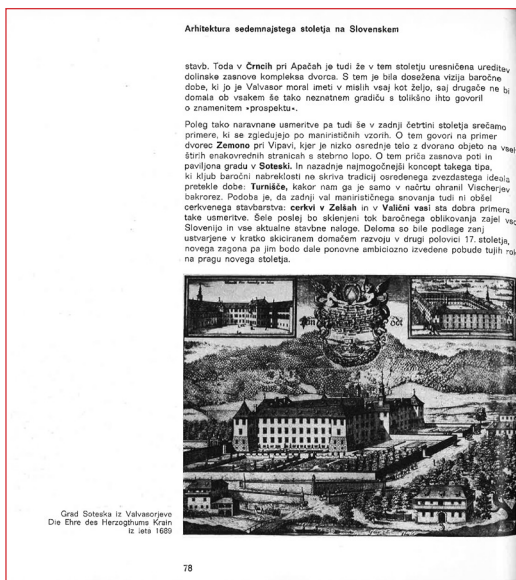 Arhitektura sedemnajstega stoletja na Slovenskem
stavb. Toda v Črncih pri Apačah je tudi že v tem stoletju uresničena ureditev
dolinske zasnove kompleksa dvorca. S tem je bila dosežena vizija baročne
dobe, ki jo je Valvasor moral imeti v mislih vsaj kot željo, saj drugače ne bi
domala ob vsakem še tako neznatnem gradiču s tolikšno ihto govoril
o znamenitem »prospektu«.
Poleg tako naravnane usmeritve pa tudi še v zadnji četrtini stoletja srečamo
primere, ki se zgledujejo po manirističnih vzorih. O tem govori na primer
dvorec Zemono pri Vipavi, kjer je nizko osrednje telo z dvorano objeto na vseh
štirih enakovrednih stranicah s stebrno lopo. O tem priča zasnova poti in
paviljona gradu v Soteski. In nazadnje najmogočnejši koncept takega tipa,
ki kljub baročni nabreklosti ne skriva tradicij osredenega zvezdastega ideala
pretekle dobe: Turnišče, kakor nam ga je samo v načrtu ohranil Vischerjev
bakrorez. Podoba je, da zadnji val manirističnega snovanja tudi ni obšel
cerkvenega stavbarstva: cerkvi v Zelšah in v Valični vasi sta dobra primera
take usmeritve. Šele poslej bo sklenjeni tok baročnega oblikovanja zajel vso
Slovenijo in vse aktualne stavbne naloge. Deloma so bile podlage zanj
ustvarjene v kratko skiciranem domačem razvoju v drugi polovici 17. stoletja,
novega zagona pa jim bodo dale ponovne ambiciozno izvedene pobude tujih rok
na pragu novega stoletja.
Grad Soteska iz Valvasorjeve
Die Ehre des Herzogthums Krain
iz leta 1689
78